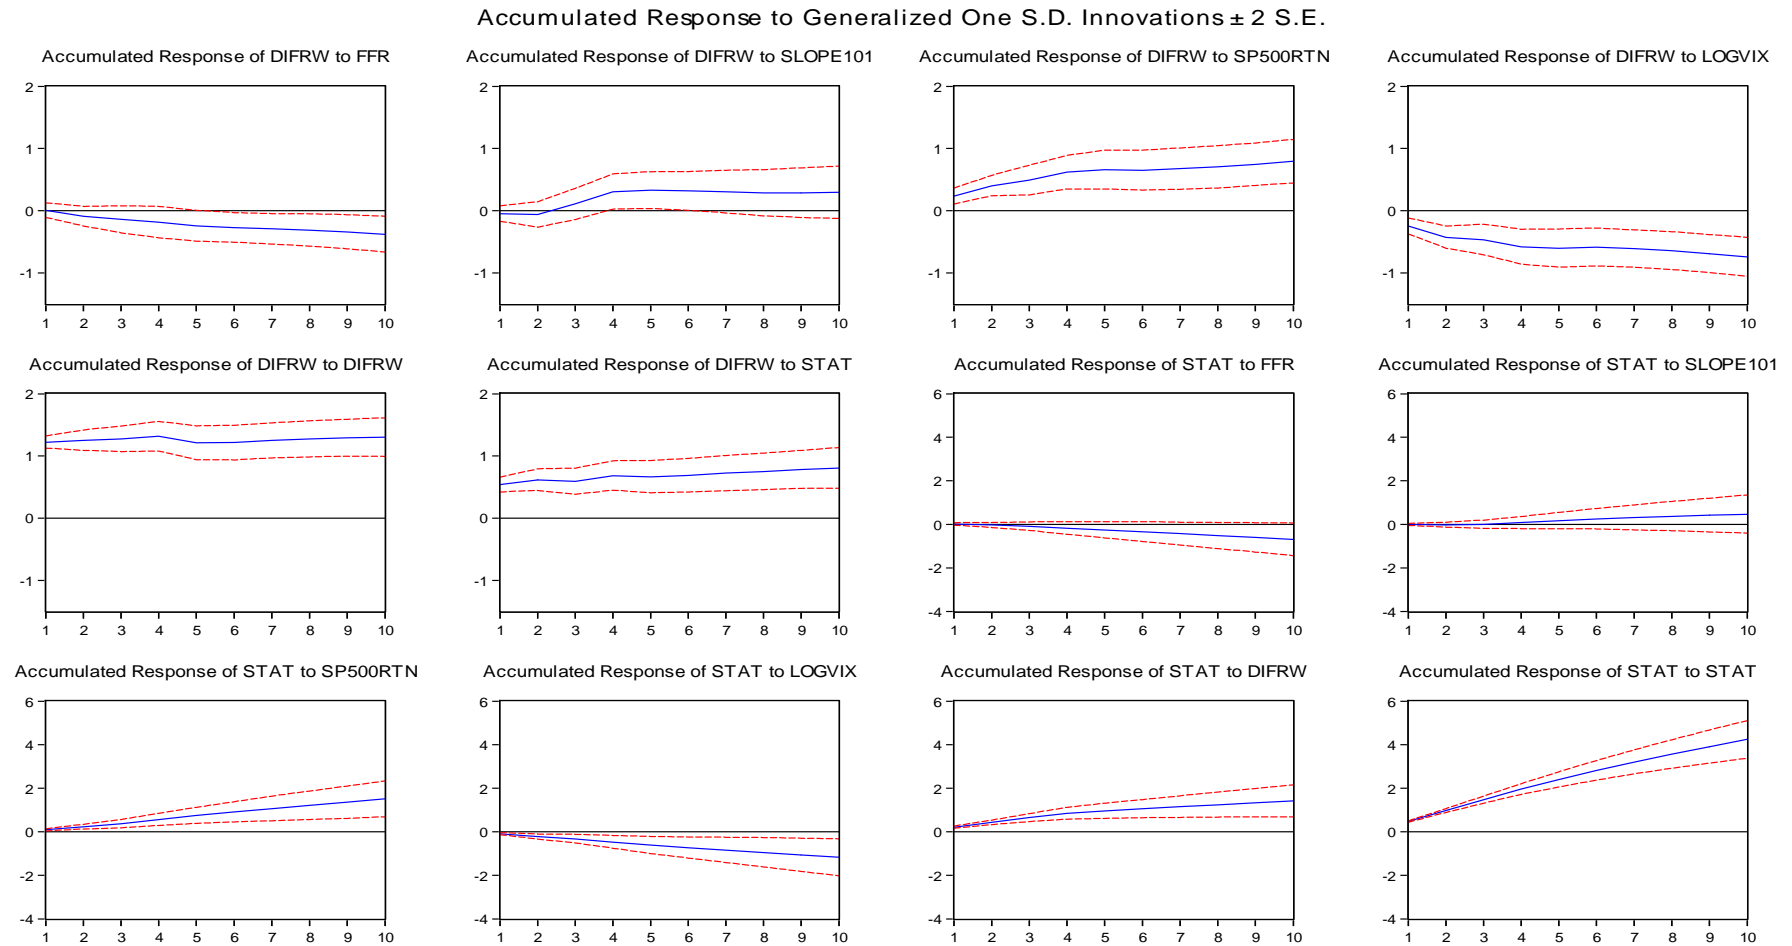 Accumulated Response to Generalized One S.D. Innovations ± 2 S.E.
Accumulated Response of DIFRW to FFR
2
1
0
-1
1 2 3 4 5 6 7 8 9 10
Accumulated Response of DIFRW to SLOPE101
2
1
0
-1
1 2 3 4 5 6 7 8 9 10
Accumulated Response of DIFRW to SP500RTN
2
1
0
-1
1 2 3 4 5 6 7 8 9 10
Accumulated Response of DIFRW to LOGVIX
2
1
0
-1
1 2 3 4 5 6 7 8 9 10
Accumulated Response of DIFRW to DIFRW
2
1
0
-1
1 2 3 4 5 6 7 8 9 10
Accumulated Response of DIFRW to STAT
2
1
0
-1
1 2 3 4 5 6 7 8 9 10
Accumulated Response of STAT to FFR
6
4
2
0
-2
-4
1 2 3 4 5 6 7 8 9 10
Accumulated Response of STAT to SLOPE101
6
4
2
0
-2
-4
1 2 3 4 5 6 7 8 9 10
Accumulated Response of STAT to SP500RTN
6
4
2
0
-2
-4
1 2 3 4 5 6 7 8 9 10
Accumulated Response of STAT to LOGVIX
6
4
2
0
-2
-4
1 2 3 4 5 6 7 8 9 10
Accumulated Response of STAT to DIFRW
6
4
2
0
-2
-4
1 2 3 4 5 6 7 8 9 10
Accumulated Response of STAT to STAT
6
4
2
0
-2
-4
1 2 3 4 5 6 7 8 9 10